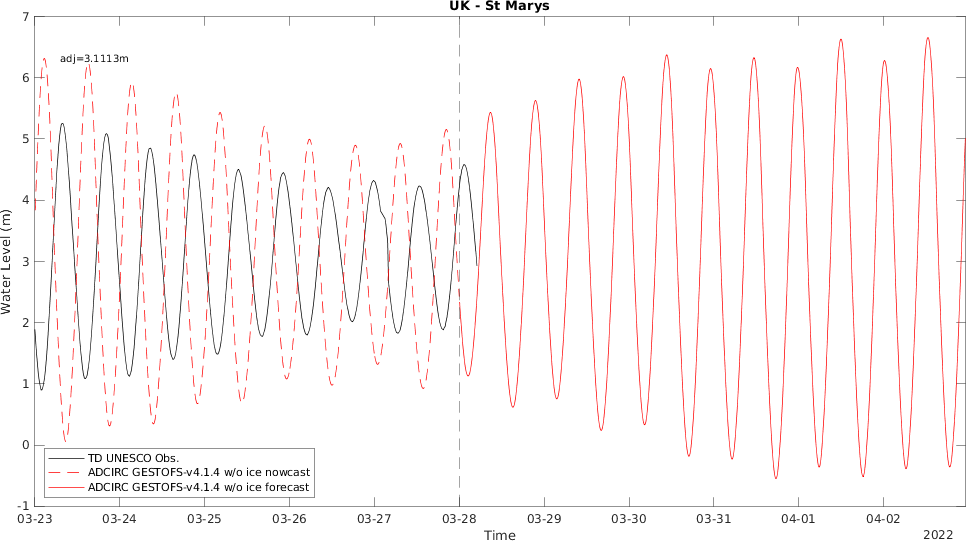 UK - St Marys
adj=3.1113m
7
6
5
4
3
2
1
0
-1
Water Level (m)
TD UNESCO Obs.
ADCIRC GESTOFS-v4.1.4 w/o ice nowcast
ADCIRC GESTOFS-v4.1.4 w/o ice forecast
03-23 03-24 03-25 03-26 03-27 03-28 03-29 03-30 03-31 04-01 04-02
Time
2022